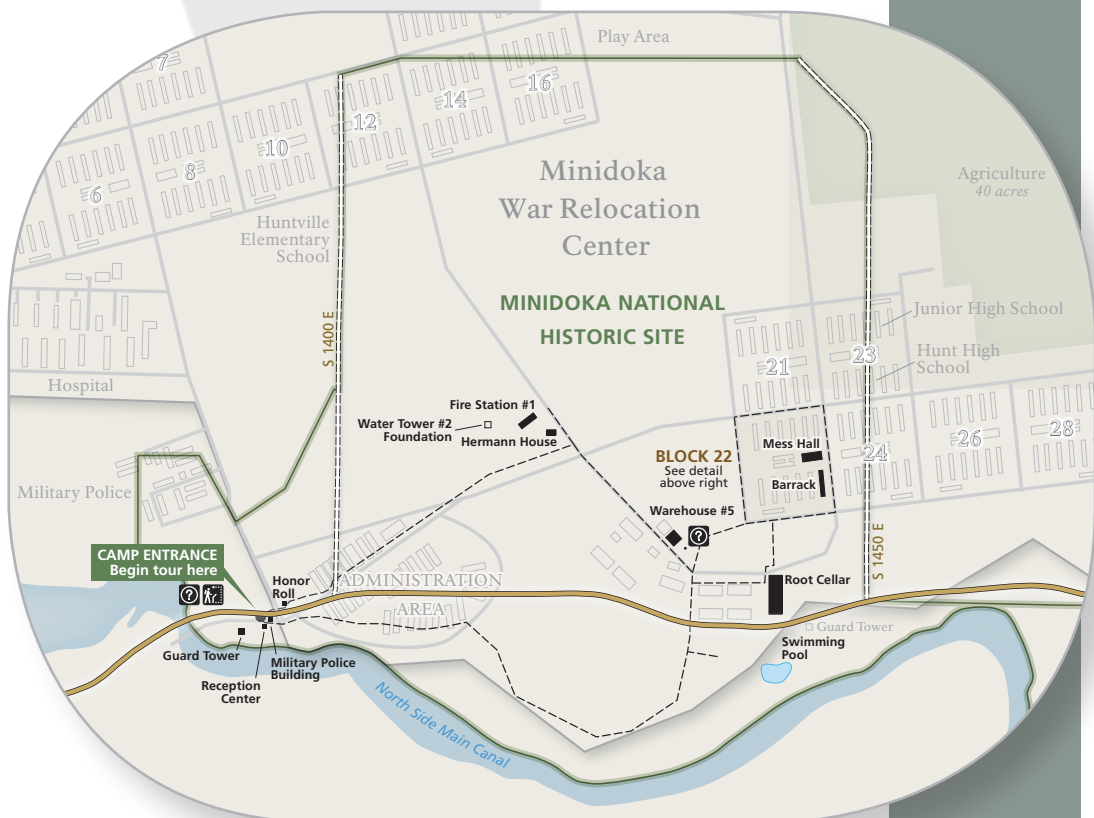 Play Area
7
16
14
12
10
8
6
Minidoka
War Relocation
Center
Agriculture
40 acres
Huntville
Elementary
School
MINIDOKA NATIONAL
HISTORIC SITE
S 1400 E
Junior High School
21
23
Hunt High
School
Hospital
Fire Station #1
Water Tower #2
Foundation
Hermann House
BLOCK 22
See detail
above right
Mess Hall
Barrack
24
26
28
Military Police
Warehouse #5
?
S 1450 E
CAMP ENTRANCE
Begin tour here
?
Honor
Roll
ADMINISTRATION
AREA
Root Cellar
Guard Tower
Swimming
Pool
Guard Tower
Military Police
Building
Reception
Center
North Side Main Canal